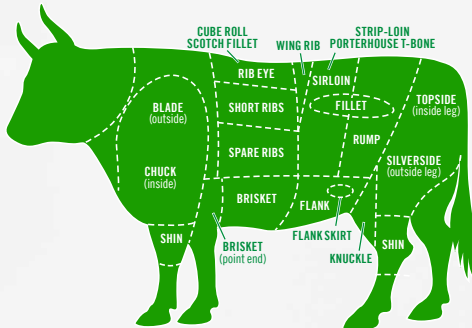 CUBE ROLL
SCOTCH FILLET
WING RIB
STRIP-LOIN
PORTERHOUSE T-BONE
RIB EYE
SIRLOIN
BLADE
(outside)
SHORT RIBS
FILLET
TOPSIDE
(inside leg)
SPARE RIBS
RUMP
CHUCK
(inside)
SILVERSIDE
(outside leg)
BRISKET
FLANK
SHIN
BRISKET
(point end)
FLANK SKIRT
KNUCKLE
SHIN